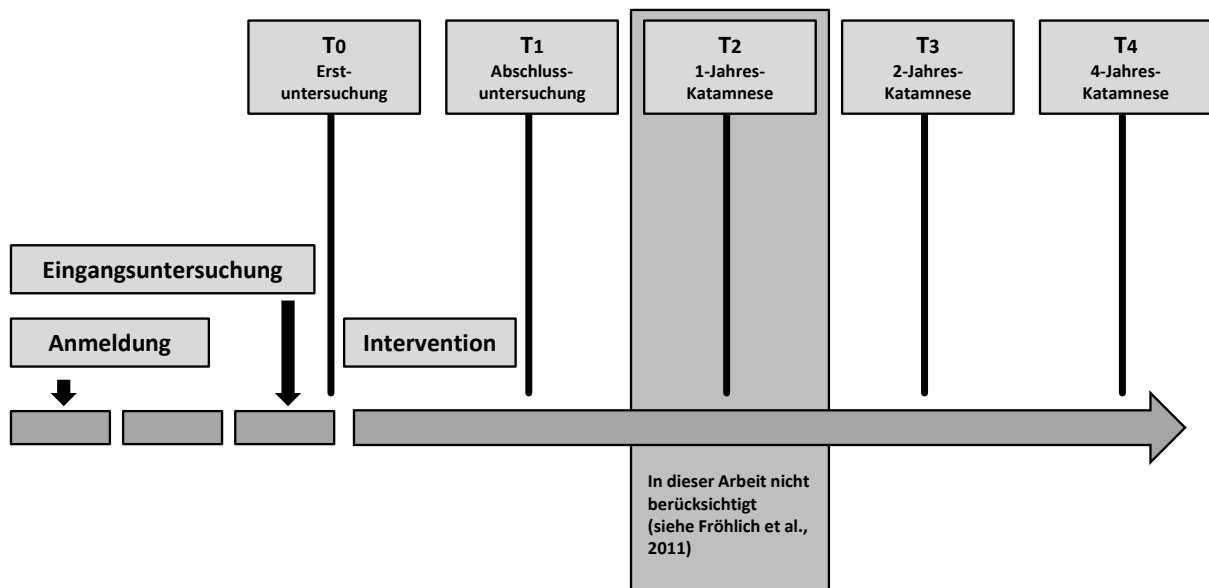 T0
Erst-
untersuchung
T1
Abschluss-
untersuchung
T2
1-Jahres-
Katamnese
T3
2-Jahres-
Katamnese
T4
4-Jahres-
Katamnese
Eingangsuntersuchung
Anmeldung
Intervention
In dieser Arbeit nicht
berücksichtigt
(siehe Fröhlich et al.,
2011)